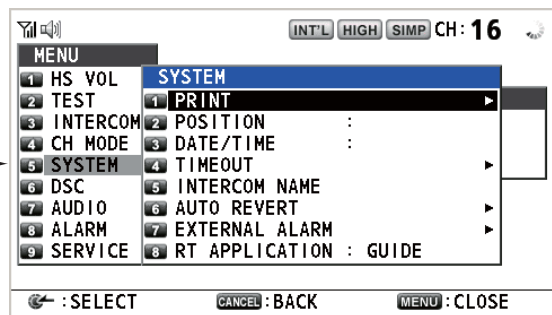 INT'L HIGH SIMP CH: 16
MENU
1 HS VOL
2 TEST
3 INTERCOM
4 CH MODE
5 SYSTEM
6 DSC
7 AUDIO
8 ALARM
9 SERVICE
SYSTEM
1 PRINT
2 POSITION :
3 DATE/TIME :
4 TIMEOUT
5 INTERCOM NAME
6 AUTO REVERT
7 EXTERNAL ALARM
8 RT APPLICATION : GUIDE
: SELECT CANCEL : BACK MENU : CLOSE